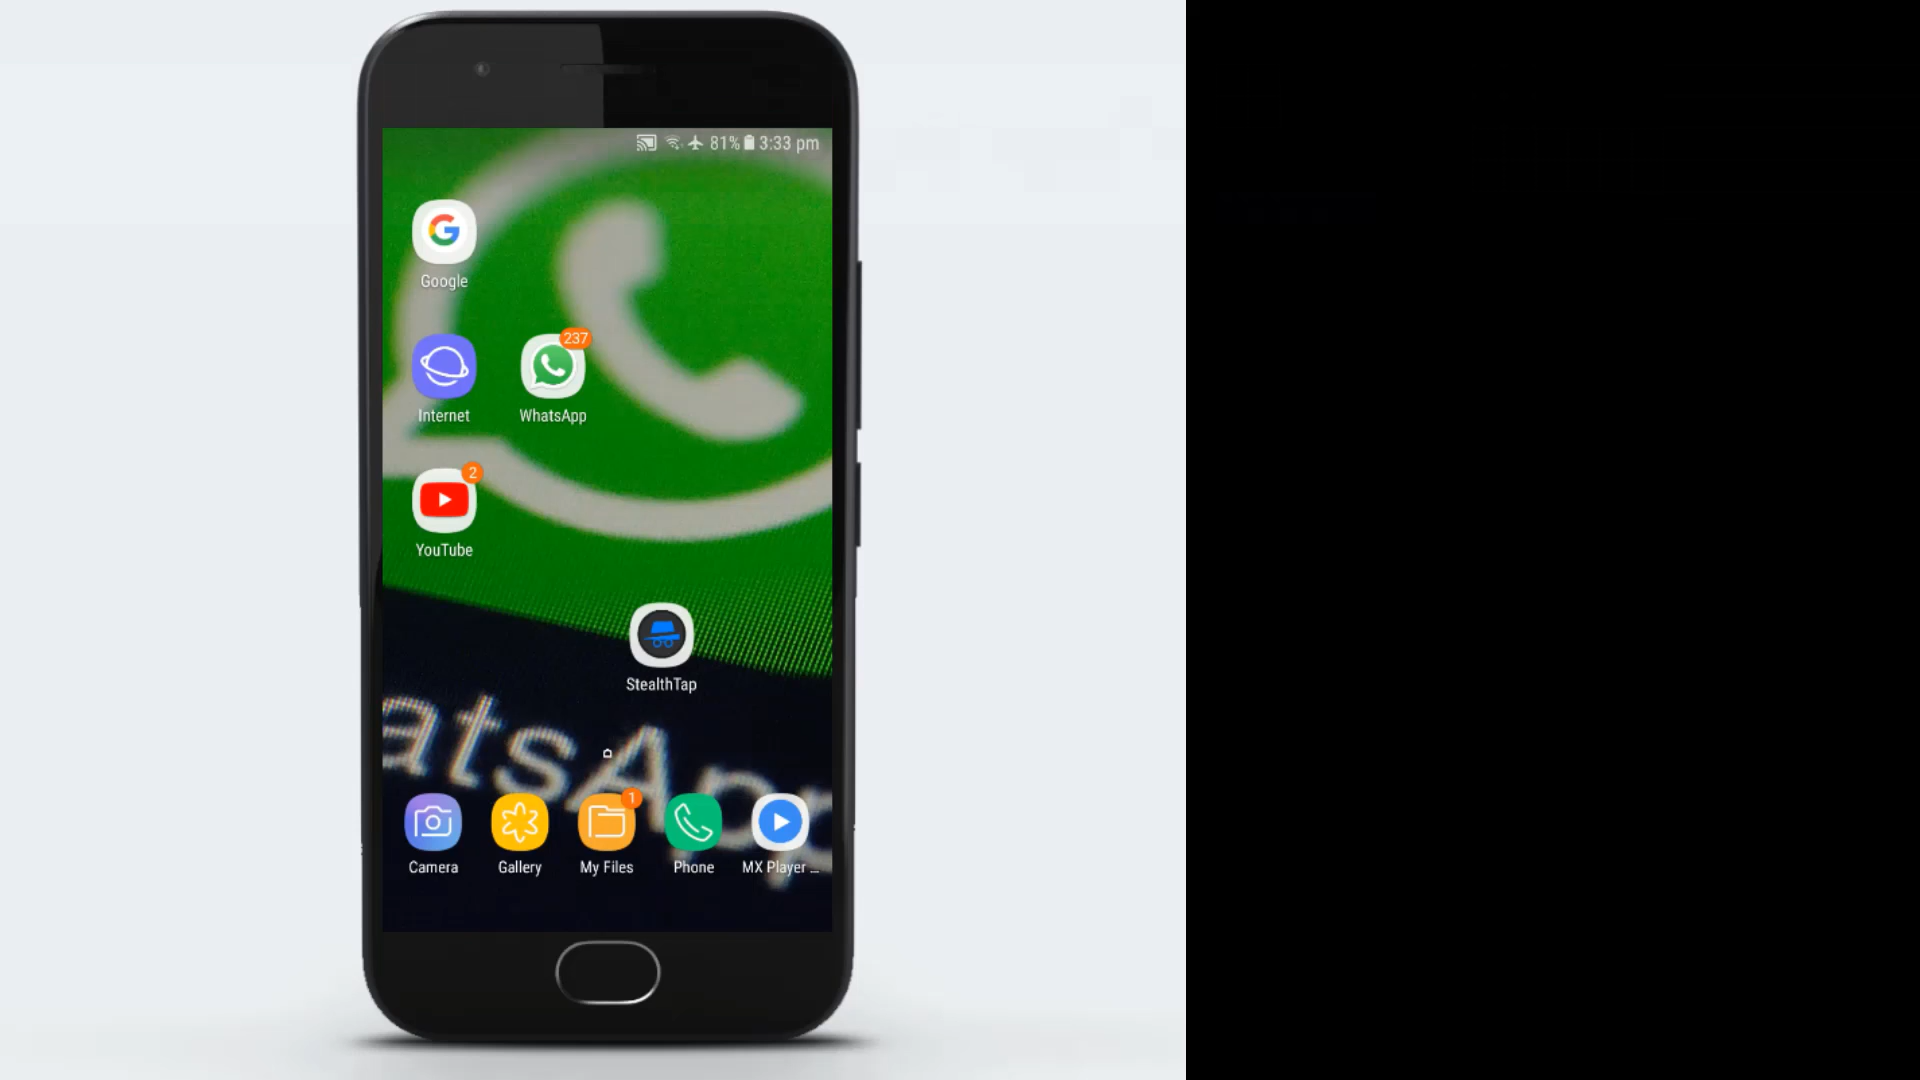 81% 3:33 pm
Google
237
Internet
WhatsApp
2
YouTube
StealthTap
atsApp
1
Camera
Gallery
My Files
Phone
MX Player ...